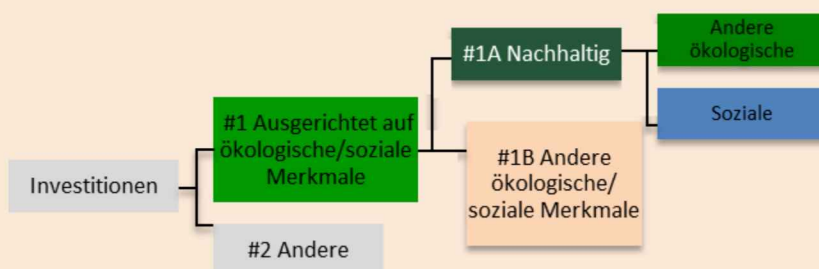 Investitionen
#1 Ausgerichtet auf
ökologische/soziale
Merkmale
#2 Andere
#1A Nachhaltig
#1B Andere
ökologische/
soziale Merkmale
Andere
ökologische
Soziale